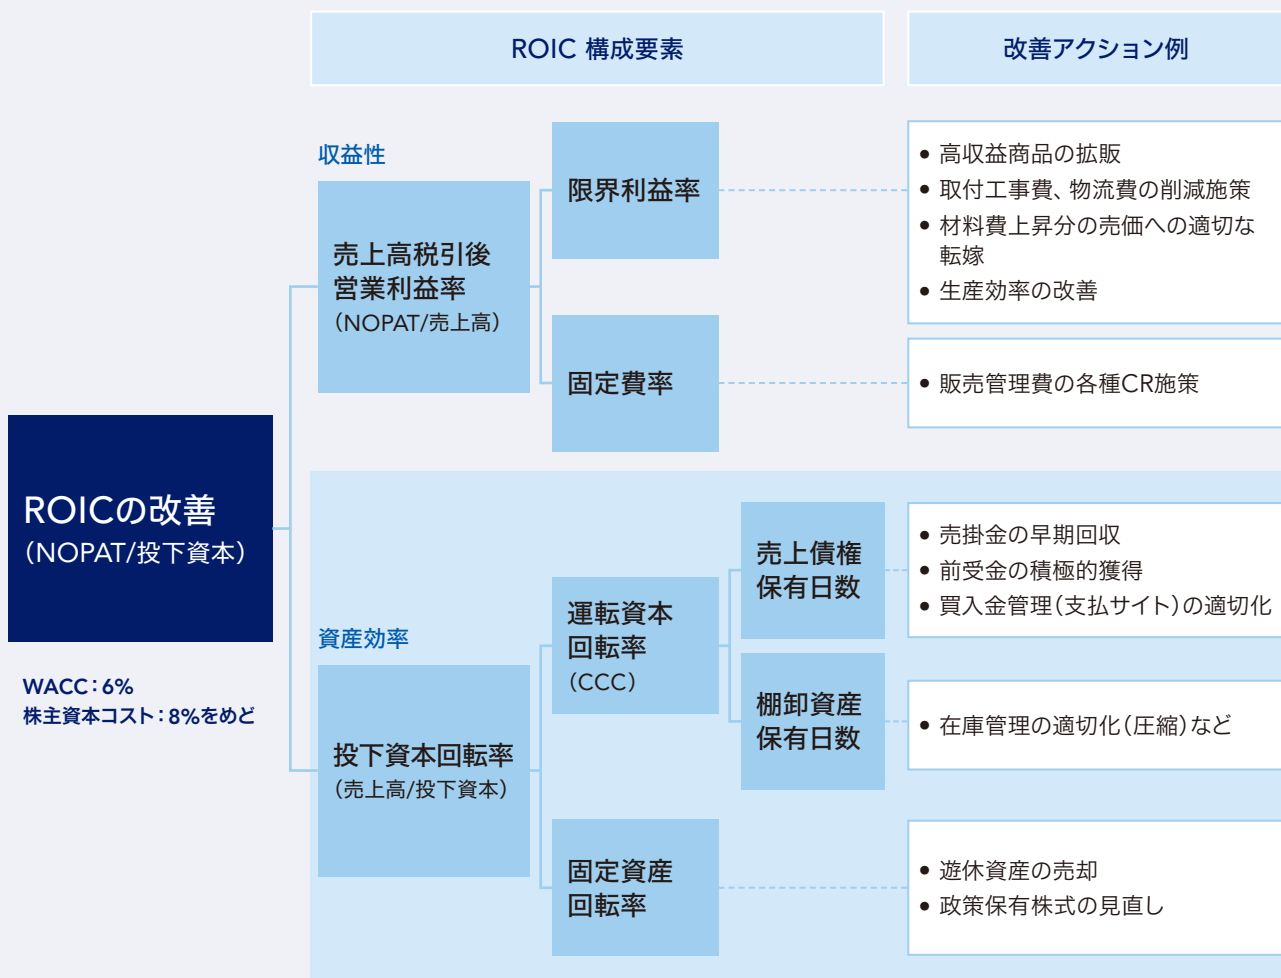 ROIC 構成要素
改善アクション例
収益性
売上高税引後
営業利益率
（NOPAT/売上高）
限界利益率
• 高収益商品の拡販
• 取付工事費、物流費の削減施策
• 材料費上昇分の売価への適切な
転嫁
• 生産効率の改善
固定費率
• 販売管理費の各種CR施策
ROICの改善
（NOPAT/投下資本）
WACC：6%
株主資本コスト：8%をめど
資産効率
投下資本回転率
（売上高/投下資本）
運転資本
回転率
（CCC）
売上債権
保有日数
• 売掛金の早期回収
• 前受金の積極的獲得
• 買入金管理（支払サイト）の適切化
棚卸資産
保有日数
• 在庫管理の適切化（圧縮）など
固定資産
回転率
• 遊休資産の売却
• 政策保有株式の見直し